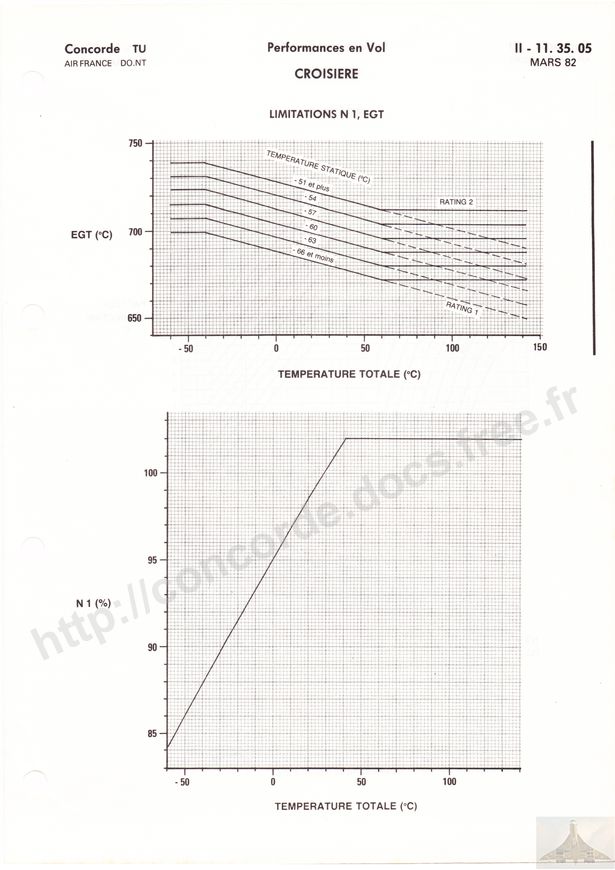 Concorde TU
Performances en Vol
II - 11. 35. 05
AIR FRANCE DO.NT
MARS 82
CROISIERE
LIMITATIONS N 1, EGT
750
700
650
EGT (°C)
TEMPERATURE STATIQUE (°C)
- 51 et plus
- 54
- 57
- 60
- 63
- 66 et moins
RATING 2
RATING 1
- 50
0
50
100
150
TEMPERATURE TOTALE (°C)
100
95
90
85
N 1 (%)
- 50
0
50
100
TEMPERATURE TOTALE (°C)
http://concorde.docs.free.fr